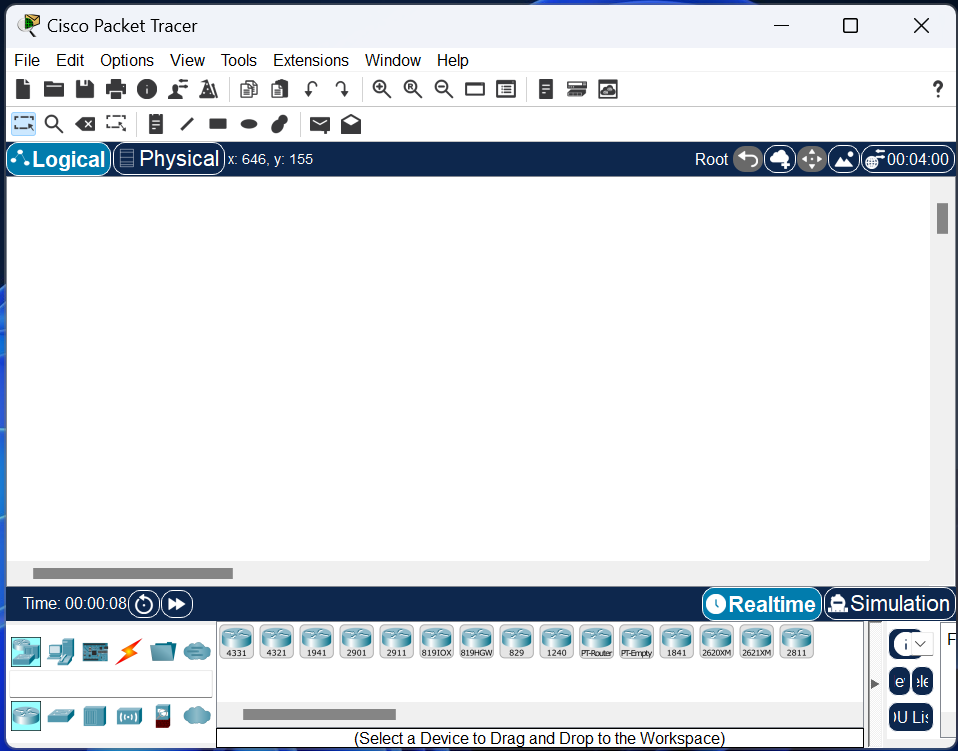 Cisco Packet Tracer
File Edit Options View Tools Extensions Window Help
Logical Physical x: 646, y: 155 Root 00:04:00
Time: 00:00:08 Realtime Simulation
4331 4321 1941 2901 2911 819IOX 819HGW 829 1240 PT-Router PT-Empty 1841 2620XM 2621XM 2811
(Select a Device to Drag and Drop to the Workspace)